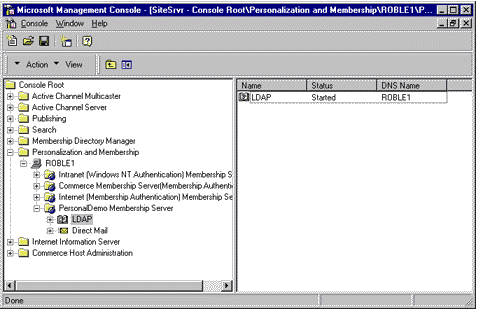 Microsoft Management Console - [SiteSrvr - Console Root\Personalization and Membership\ROBLE1\P...
Console Window Help
Action View
Console Root
Active Channel Multicaster
Active Channel Server
Publishing
Search
Membership Directory Manager
Personalization and Membership
ROBLE1
Intranet (Windows NT Authentication) Membership S
Commerce Membership Server(Membership Authentic
Internet (Membership Authentication) Membership Se
PersonalDemo Membership Server
LDAP
Direct Mail
Internet Information Server
Commerce Host Administration
Name Status DNS Name
LDAP Started ROBLE1
Done